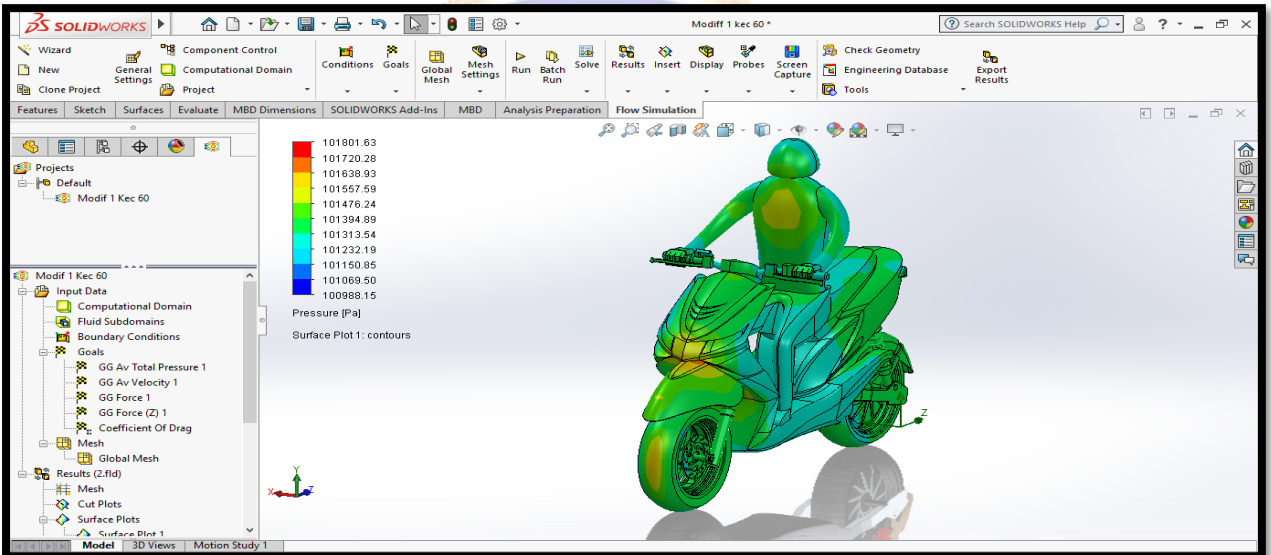 SOLIDWORKS
Modiff 1 kec 60 *
Search SOLIDWORKS Help
?
Wizard
New
Clone Project
General Settings
Component Control
Computational Domain
Project
Conditions
Goals
Global Mesh
Mesh Settings
Run
Batch Run
Solve
Results
Insert
Display
Probes
Screen Capture
Check Geometry
Engineering Database
Tools
Export Results
Features Sketch Surfaces Evaluate MBD Dimensions SOLIDWORKS Add-Ins MBD Analysis Preparation Flow Simulation
Projects
Default
Modif 1 Kec 60
Modif 1 Kec 60
Input Data
Computational Domain
Fluid Subdomains
Boundary Conditions
Goals
GG Av Total Pressure 1
GG Av Velocity 1
GG Force 1
GG Force (Z) 1
Coefficient Of Drag
Mesh
Global Mesh
Results (2.fld)
Mesh
Cut Plots
Surface Plots
Surface Plot 1
101801.63
101720.28
101638.93
101557.59
101476.24
101394.89
101313.54
101232.19
101150.85
101069.50
100988.15
Pressure [Pa]
Surface Plot 1: contours
Z
Y
X Z
Model 3D Views Motion Study 1